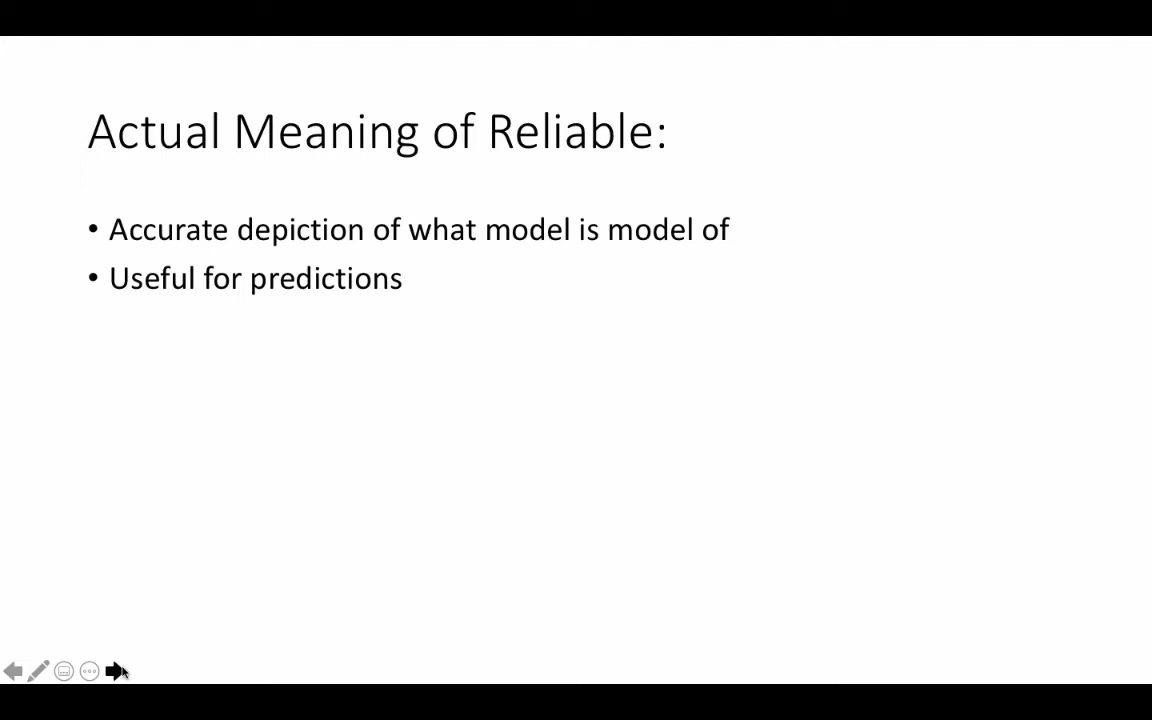 Actual Meaning of Reliable:
• Accurate depiction of what model is model of
• Useful for predictions